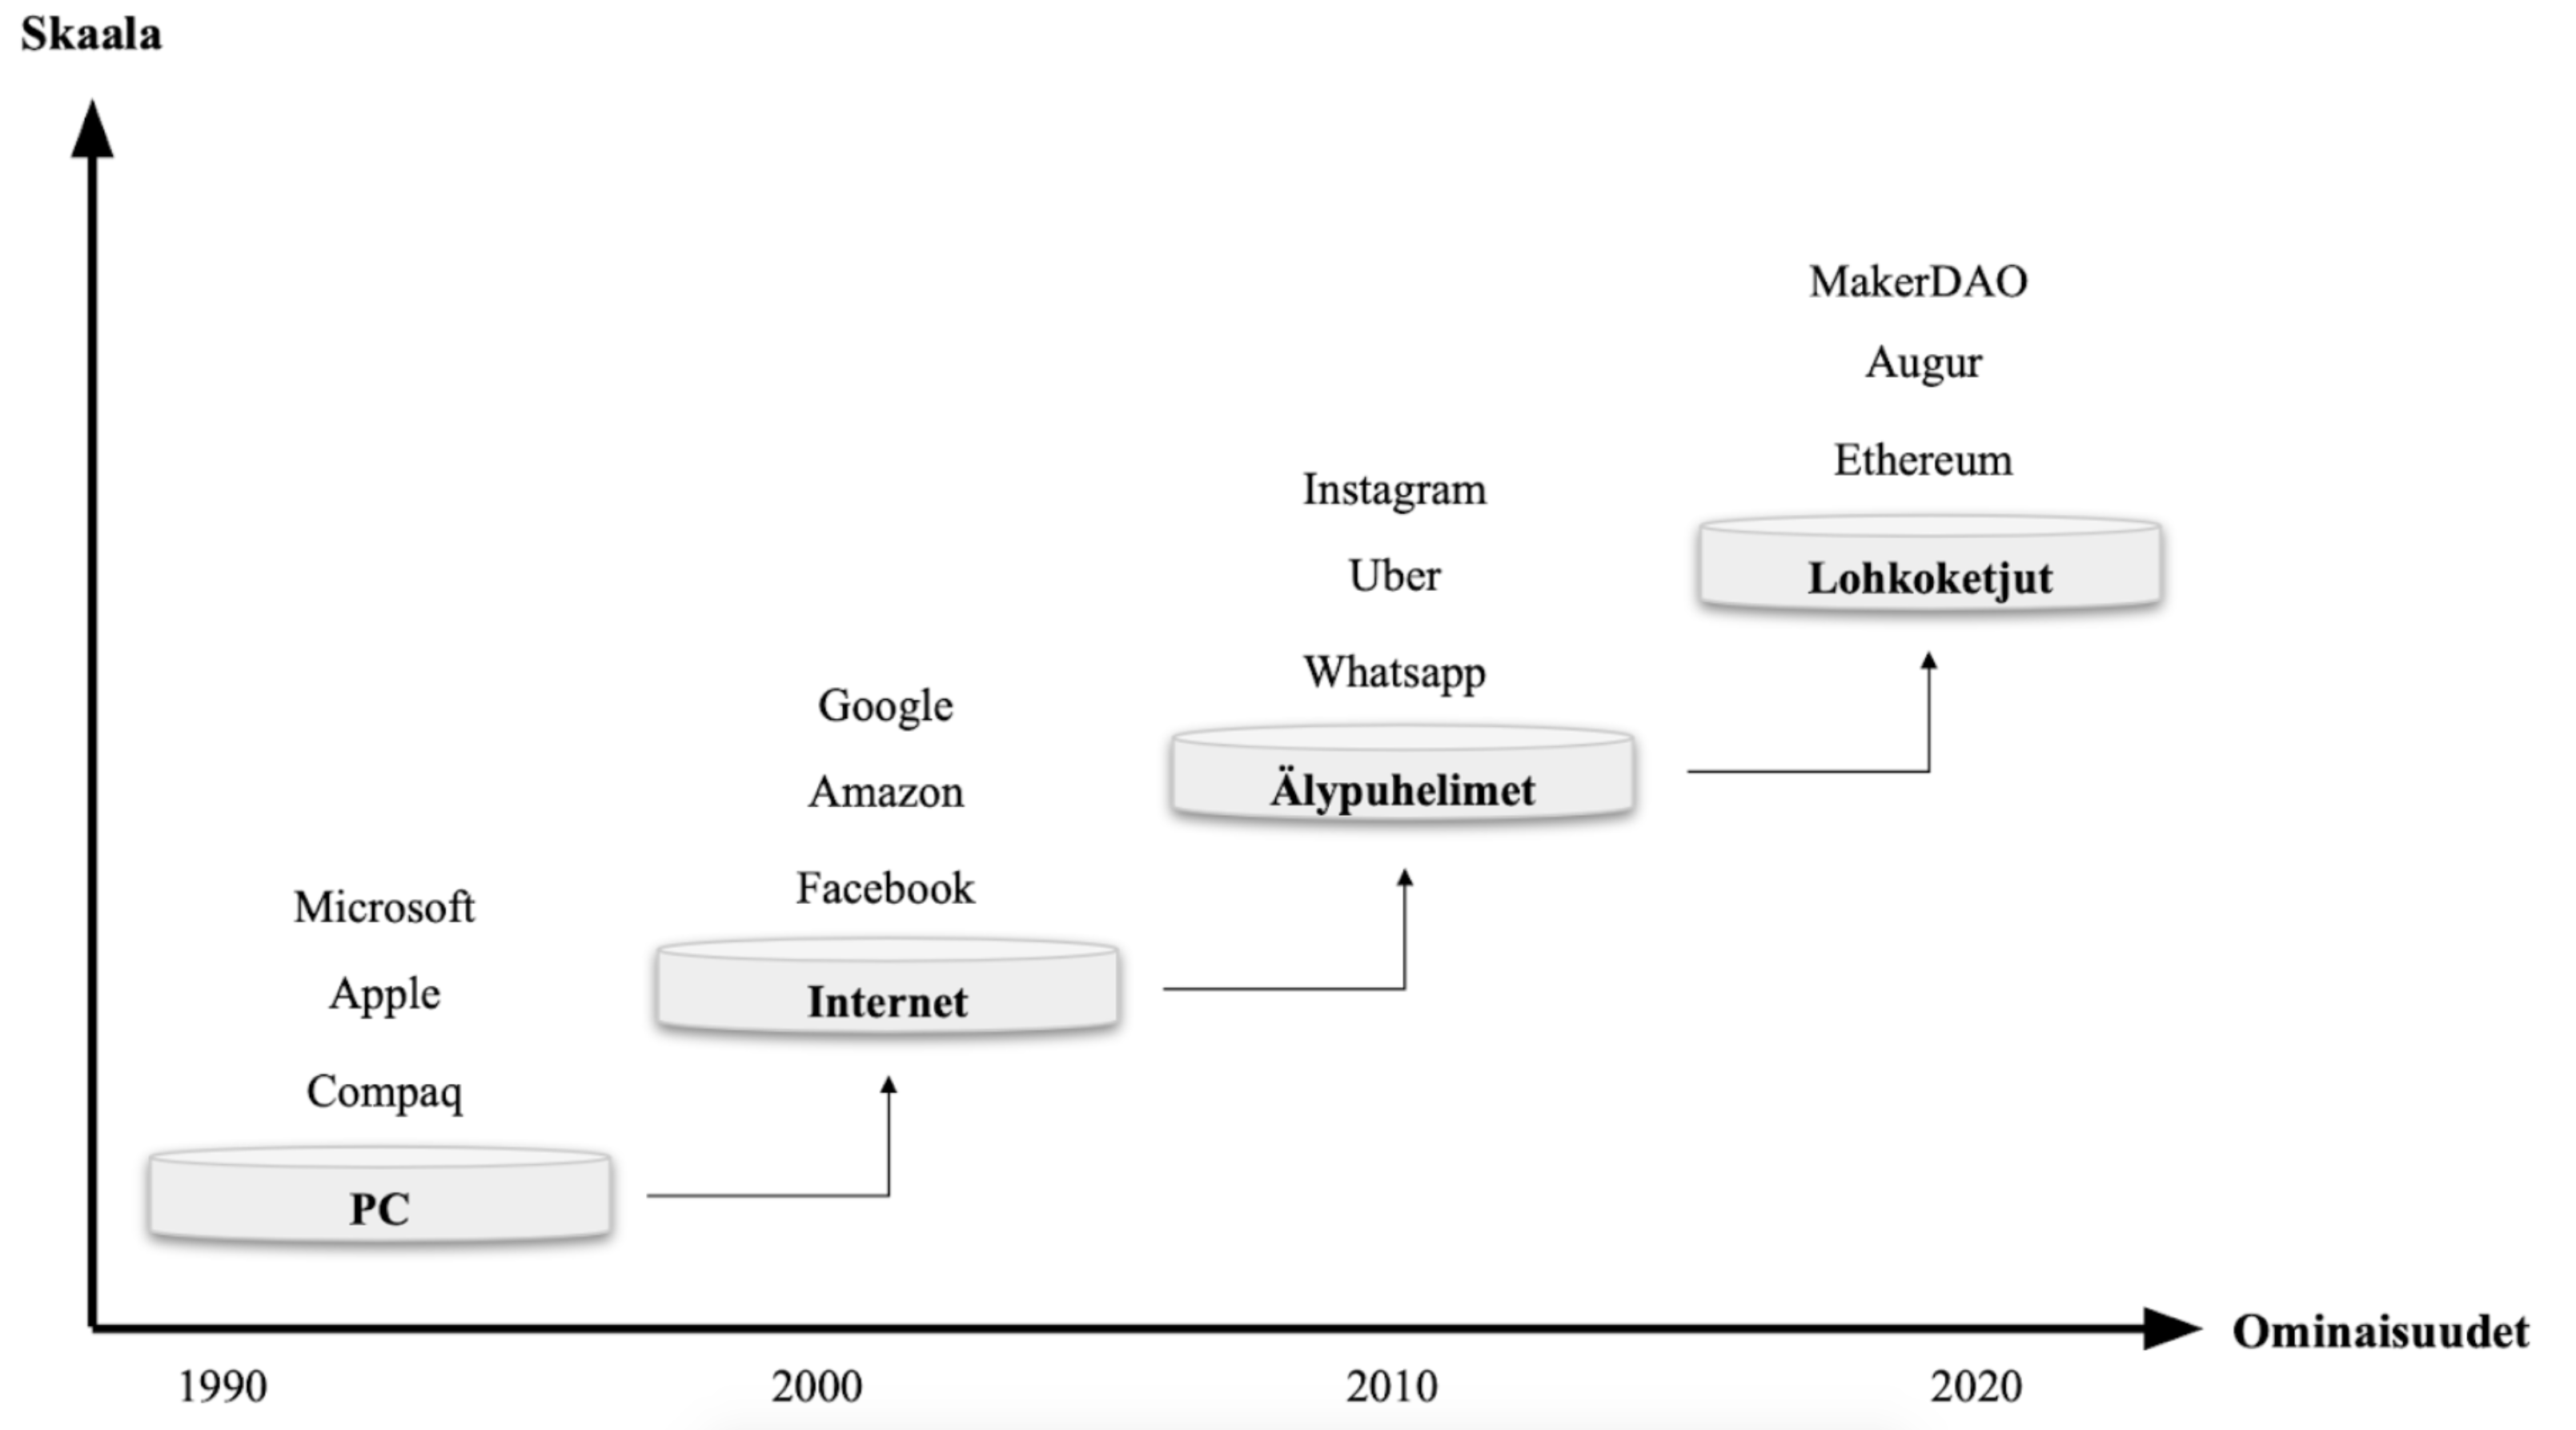 Skaala
MakerDAO
Augur
Ethereum
Lohkoketjut
Instagram
Uber
Whatsapp
Älypuhelimet
Google
Amazon
Facebook
Internet
Microsoft
Apple
Compaq
PC
Ominaisuudet
1990 2000 2010 2020